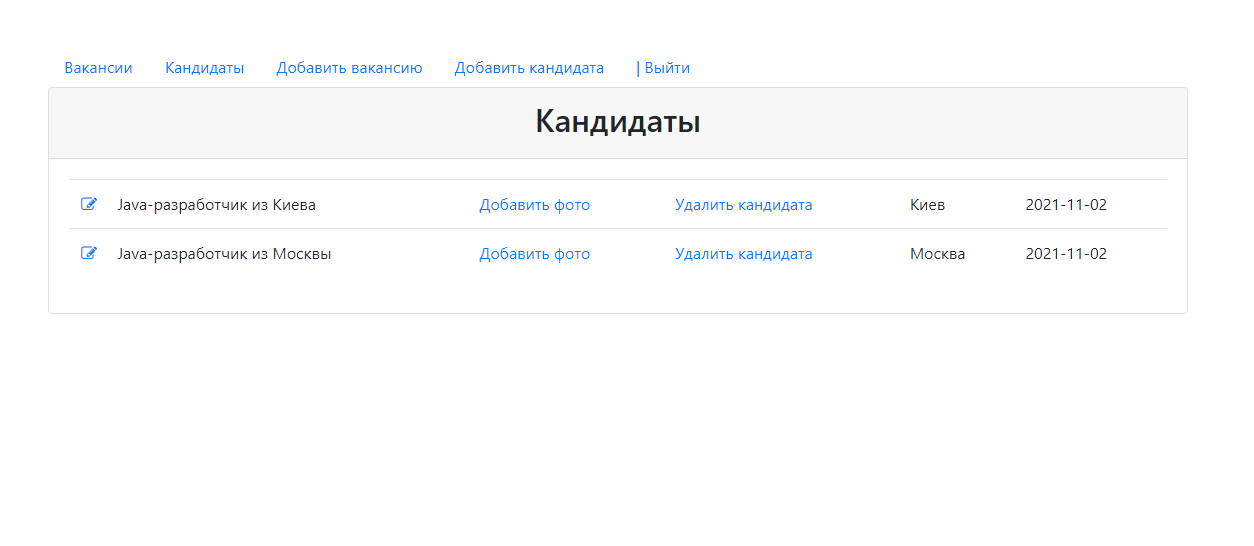 Вакансии Кандидаты Добавить вакансию Добавить кандидата | Выйти
Кандидаты
Java-разработчик из Киева Добавить фото Удалить кандидата Киев 2021-11-02
Java-разработчик из Москвы Добавить фото Удалить кандидата Москва 2021-11-02